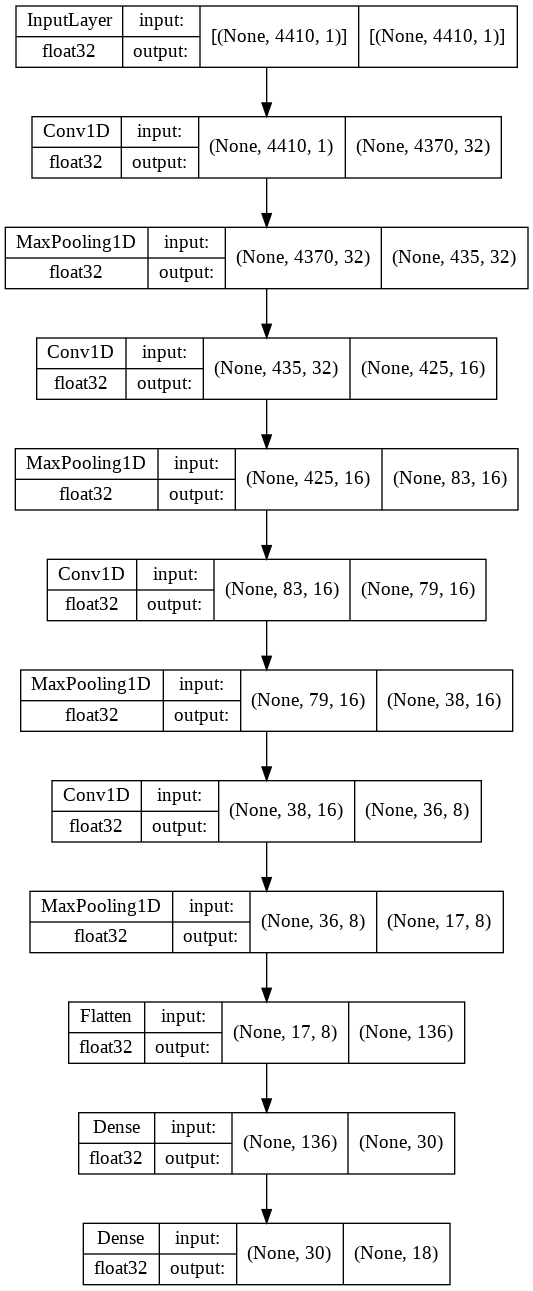 InputLayer input: [(None, 4410, 1)] [(None, 4410, 1)]
float32 output:
Conv1D input: (None, 4410, 1) (None, 4370, 32)
float32 output:
MaxPooling1D input: (None, 4370, 32) (None, 435, 32)
float32 output:
Conv1D input: (None, 435, 32) (None, 425, 16)
float32 output:
MaxPooling1D input: (None, 425, 16) (None, 83, 16)
float32 output:
Conv1D input: (None, 83, 16) (None, 79, 16)
float32 output:
MaxPooling1D input: (None, 79, 16) (None, 38, 16)
float32 output:
Conv1D input: (None, 38, 16) (None, 36, 8)
float32 output:
MaxPooling1D input: (None, 36, 8) (None, 17, 8)
float32 output:
Flatten input: (None, 17, 8) (None, 136)
float32 output:
Dense input: (None, 136) (None, 30)
float32 output:
Dense input: (None, 30) (None, 18)
float32 output: